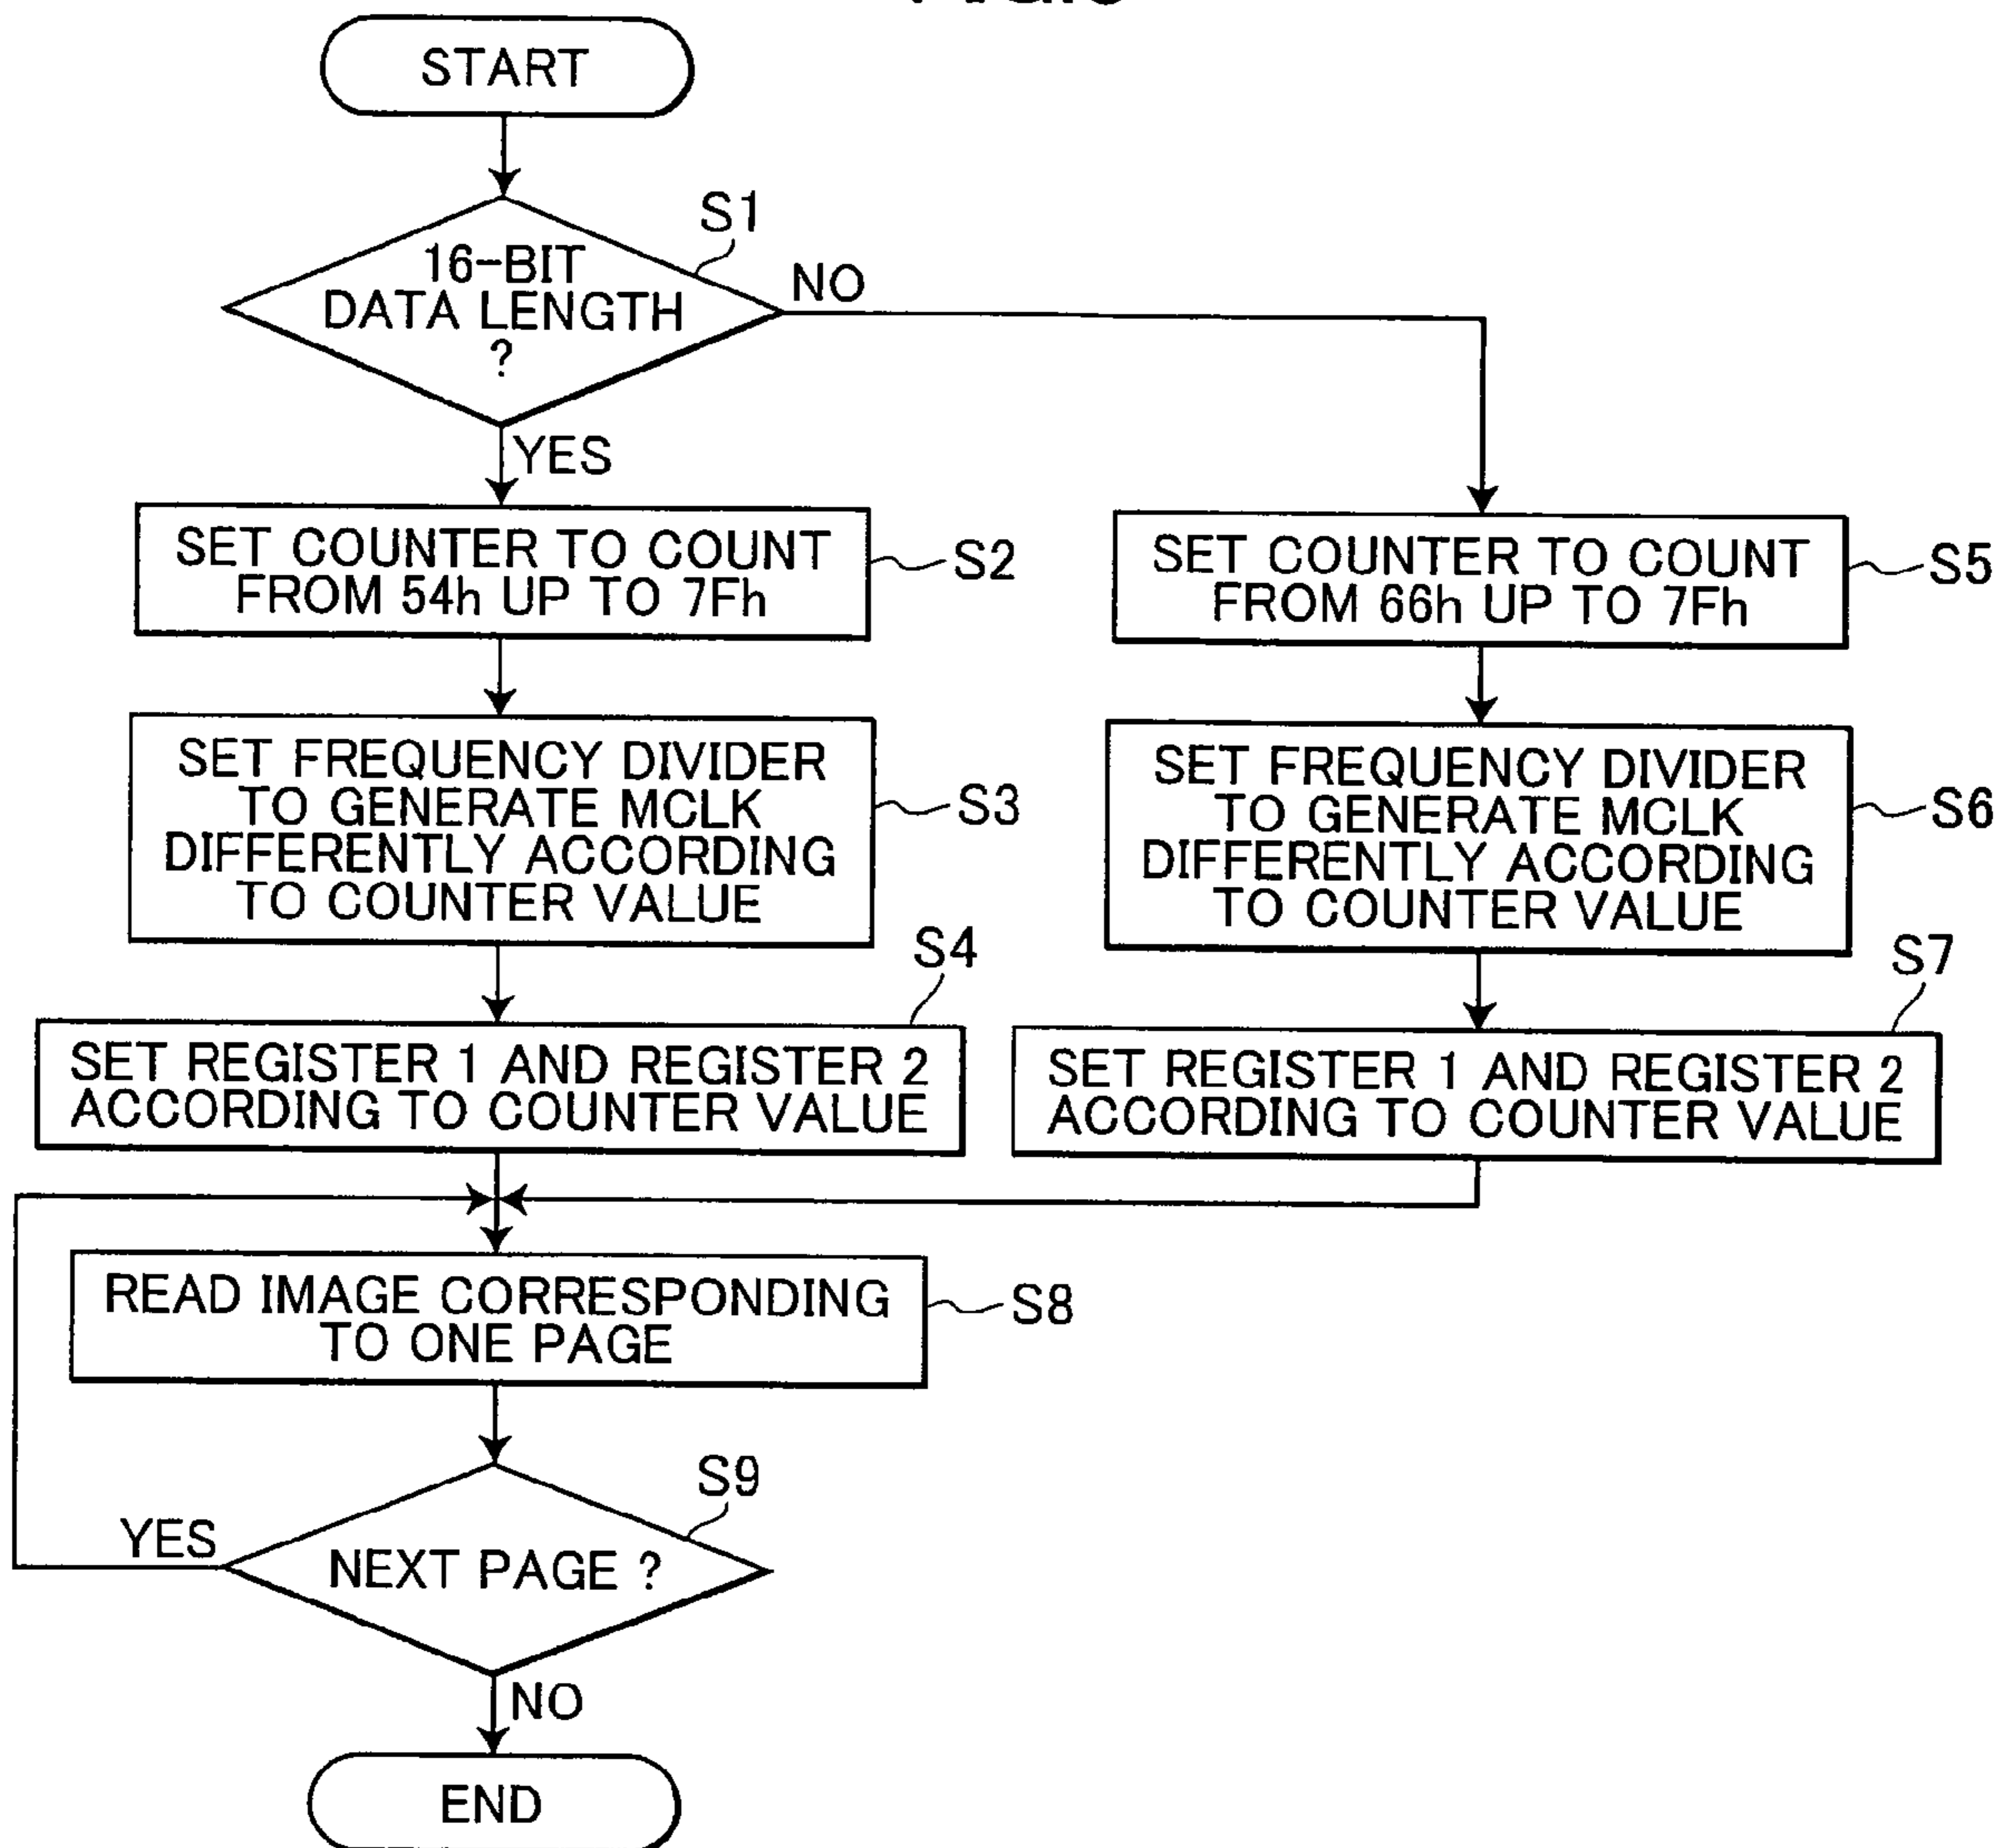 START
S1
16-BIT
DATA LENGTH
?
NO
YES
SET COUNTER TO COUNT
FROM 54h UP TO 7Fh
S2
SET COUNTER TO COUNT
FROM 66h UP TO 7Fh
S5
SET FREQUENCY DIVIDER
TO GENERATE MCLK
DIFFERENTLY ACCORDING
TO COUNTER VALUE
S3
SET FREQUENCY DIVIDER
TO GENERATE MCLK
DIFFERENTLY ACCORDING
TO COUNTER VALUE
S6
S4
SET REGISTER 1 AND REGISTER 2
ACCORDING TO COUNTER VALUE
S7
SET REGISTER 1 AND REGISTER 2
ACCORDING TO COUNTER VALUE
READ IMAGE CORRESPONDING
TO ONE PAGE
S8
S9
YES
NEXT PAGE ?
NO
END